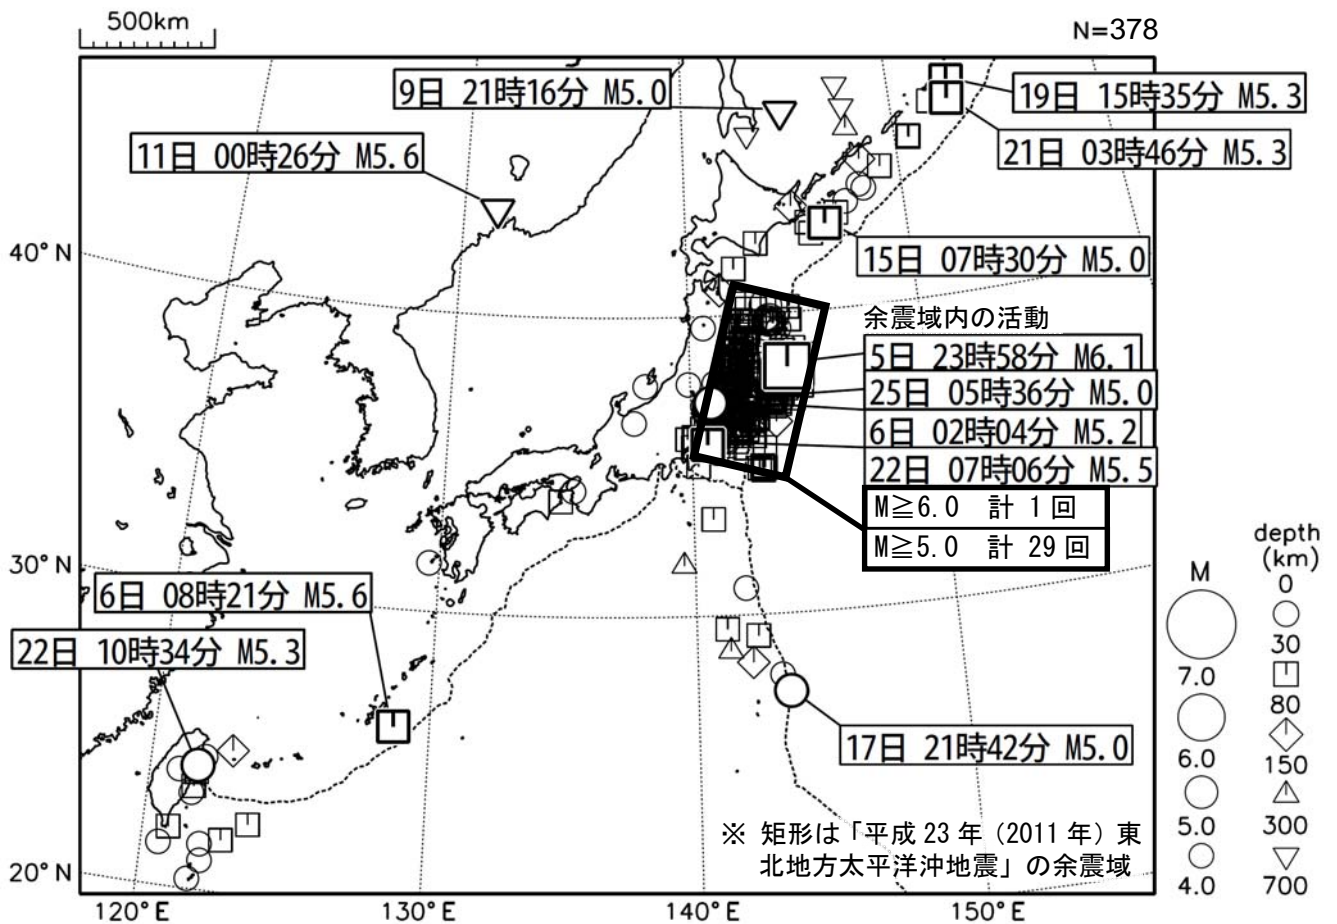 500km
N=378
9日 21時16分 M5.0
19日 15時35分 M5.3
11日 00時26分 M5.6
21日 03時46分 M5.3
40°N
15日 07時30分 M5.0
余震域内の活動
5日 23時58分 M6.1
25日 05時36分 M5.0
6日 02時04分 M5.2
22日 07時06分 M5.5
M≧6.0 計 1 回
M≧5.0 計 29 回
30°N
6日 08時21分 M5.6
22日 10時34分 M5.3
17日 21時42分 M5.0
※ 矩形は「平成 23 年（2011 年）東
北地方太平洋沖地震」の余震域
20°N
120°E
130°E
140°E
150°E
M
7.0
6.0
5.0
4.0
depth
(km)
0
30
80
150
300
700